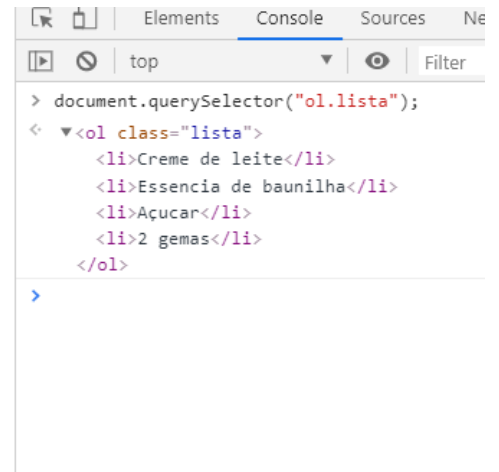 Elements Console Sources Ne
top Filter
> document.querySelector("ol.lista");
<ol class="lista">
<li>Creme de leite</li>
<li>Essencia de baunilha</li>
<li>Açucar</li>
<li>2 gemas</li>
</ol>
>